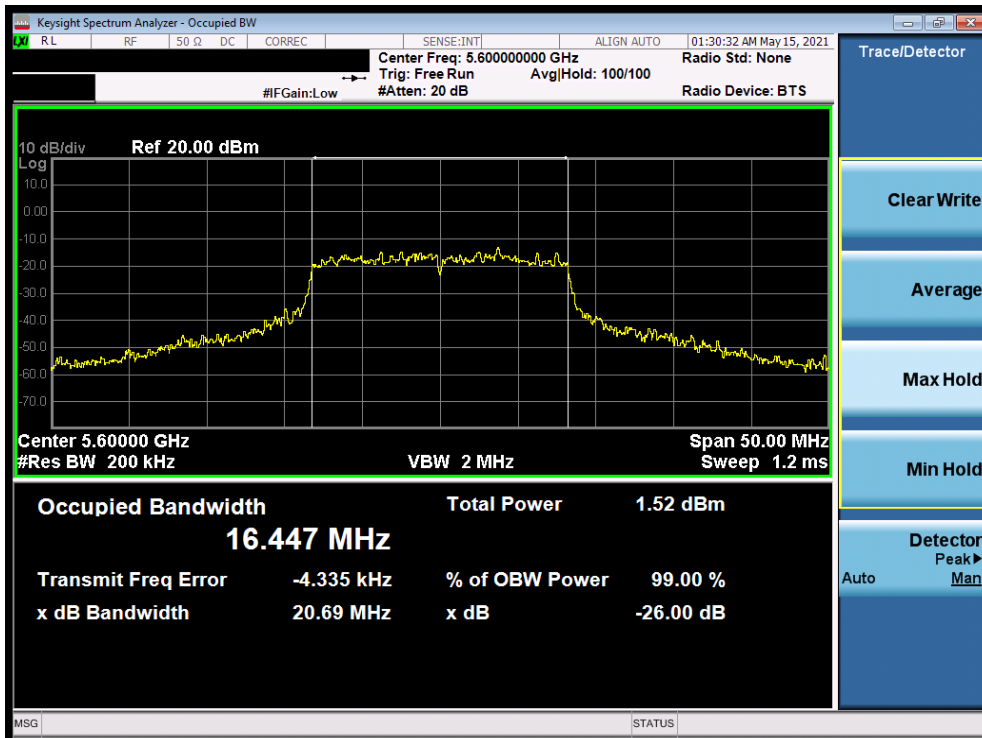 Keysight Spectrum Analyzer - Occupied BW
LXI RL RF 50 Ω DC CORREC SENSE:INT ALIGN AUTO 01:30:32 AM May 15, 2021
Center Freq: 5.600000000 GHz Radio Std: None
Trig: Free Run Avg|Hold: 100/100
#IFGain:Low #Atten: 20 dB Radio Device: BTS
Trace/Detector
10 dB/div Ref 20.00 dBm
Log
10.0
0.00
-10.0
-20.0
-30.0
-40.0
-50.0
-60.0
-70.0
Center 5.60000 GHz Span 50.00 MHz
#Res BW 200 kHz VBW 2 MHz Sweep 1.2 ms
Occupied Bandwidth Total Power 1.52 dBm
16.447 MHz
Transmit Freq Error -4.335 kHz % of OBW Power 99.00 %
x dB Bandwidth 20.69 MHz x dB -26.00 dB
Clear Write
Average
Max Hold
Min Hold
Detector
Peak▶
Auto Man
MSG STATUS